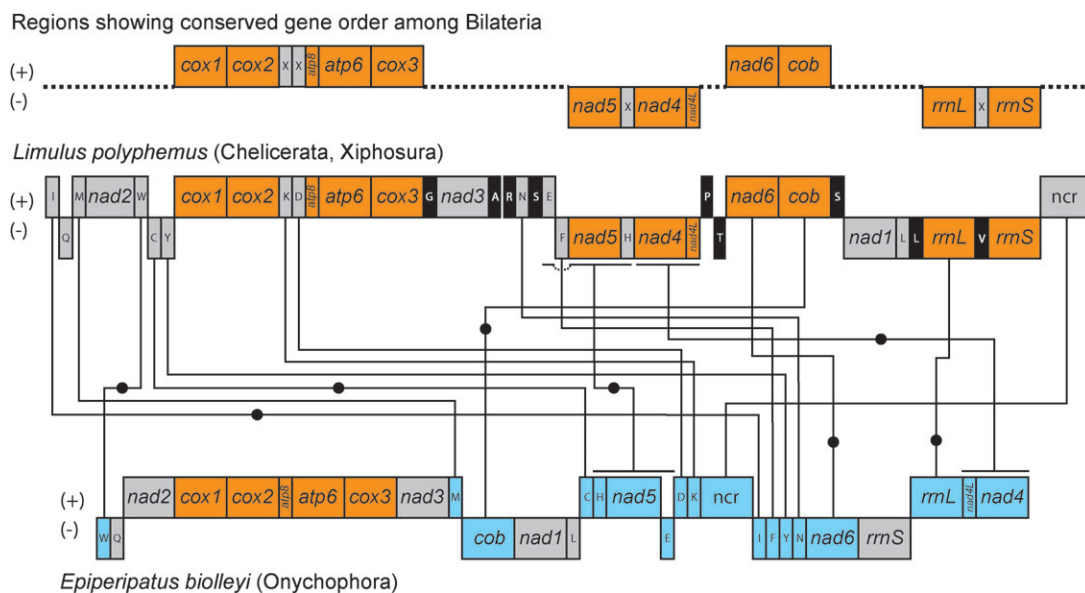 Regions showing conserved gene order among Bilateria
(+) cox1 cox2 X X atp8 atp6 cox3 nad6 cob
(-) nad5 X nad4 nad4L rrnL X rrnS
Limulus polyphemus (Chelicerata, Xiphosura)
(+) I M nad2 W cox1 cox2 K D atp8 atp6 cox3 G nad3 A R N S E P nad6 cob S ncr
(-) Q C Y F nad5 H nad4 nad4L T nad1 L L rrnL V rrnS
(+) nad2 cox1 cox2 atp8 atp6 cox3 nad3 M C H nad5 D K ncr rrnL nad4L nad4
(-) W Q cob nad1 L E I F Y N nad6 rrnS
Epiperipatus biolleyi (Onychophora)